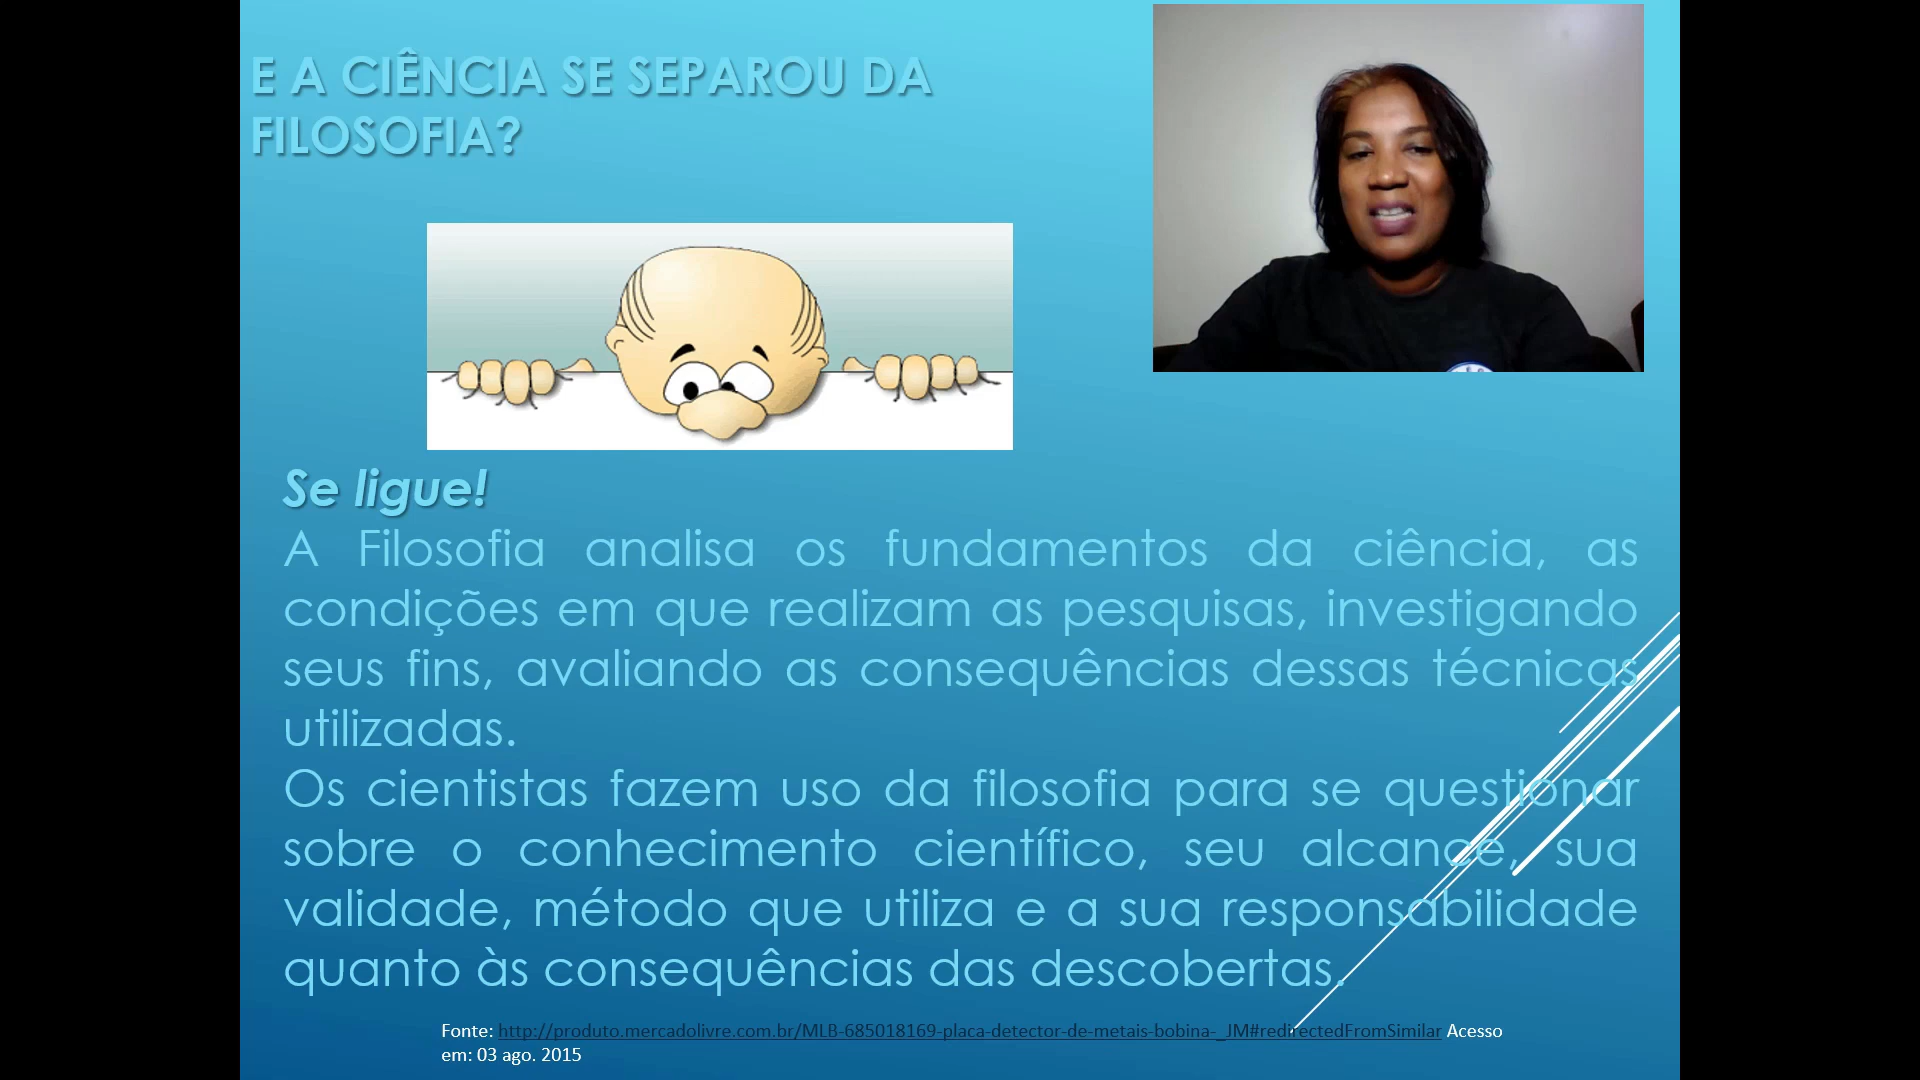 E A CIÊNCIA SE SEPAROU DA
FILOSOFIA?
Se ligue!
A Filosofia analisa os fundamentos da ciência, as
condições em que realizam as pesquisas, investigando
seus fins, avaliando as consequências dessas técnicas
utilizadas.
Os cientistas fazem uso da filosofia para se questionar
sobre o conhecimento científico, seu alcance, sua
validade, método que utiliza e a sua responsabilidade
quanto às consequências das descobertas.
Fonte: http://produto.mercadolivre.com.br/MLB-685018169-placa-detector-de-metais-bobina-_JM#redirectedFromSimilar Acesso
em: 03 ago. 2015